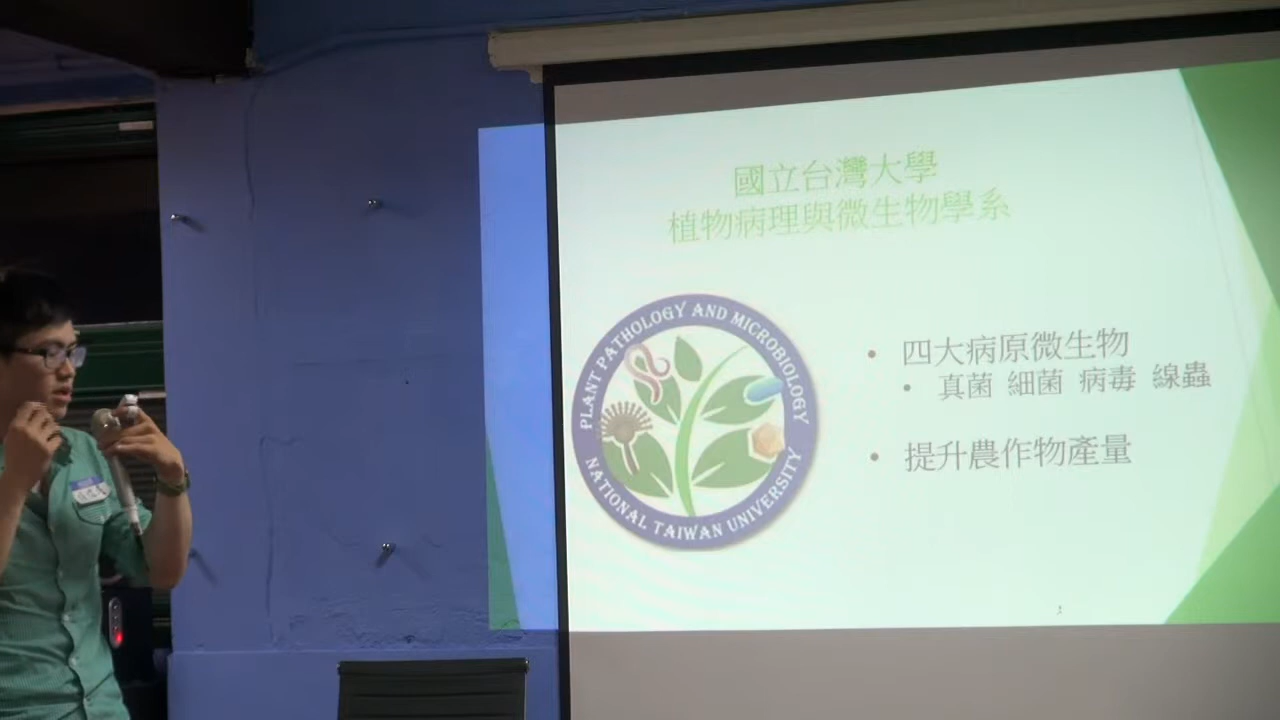 國立台灣大學
植物病理與微生物學系
PLANT PATHOLOGY AND MICROBIOLOGY
NATIONAL TAIWAN UNIVERSITY
• 四大病原微生物
• 真菌 細菌 病毒 線蟲
• 提升農作物產量
1